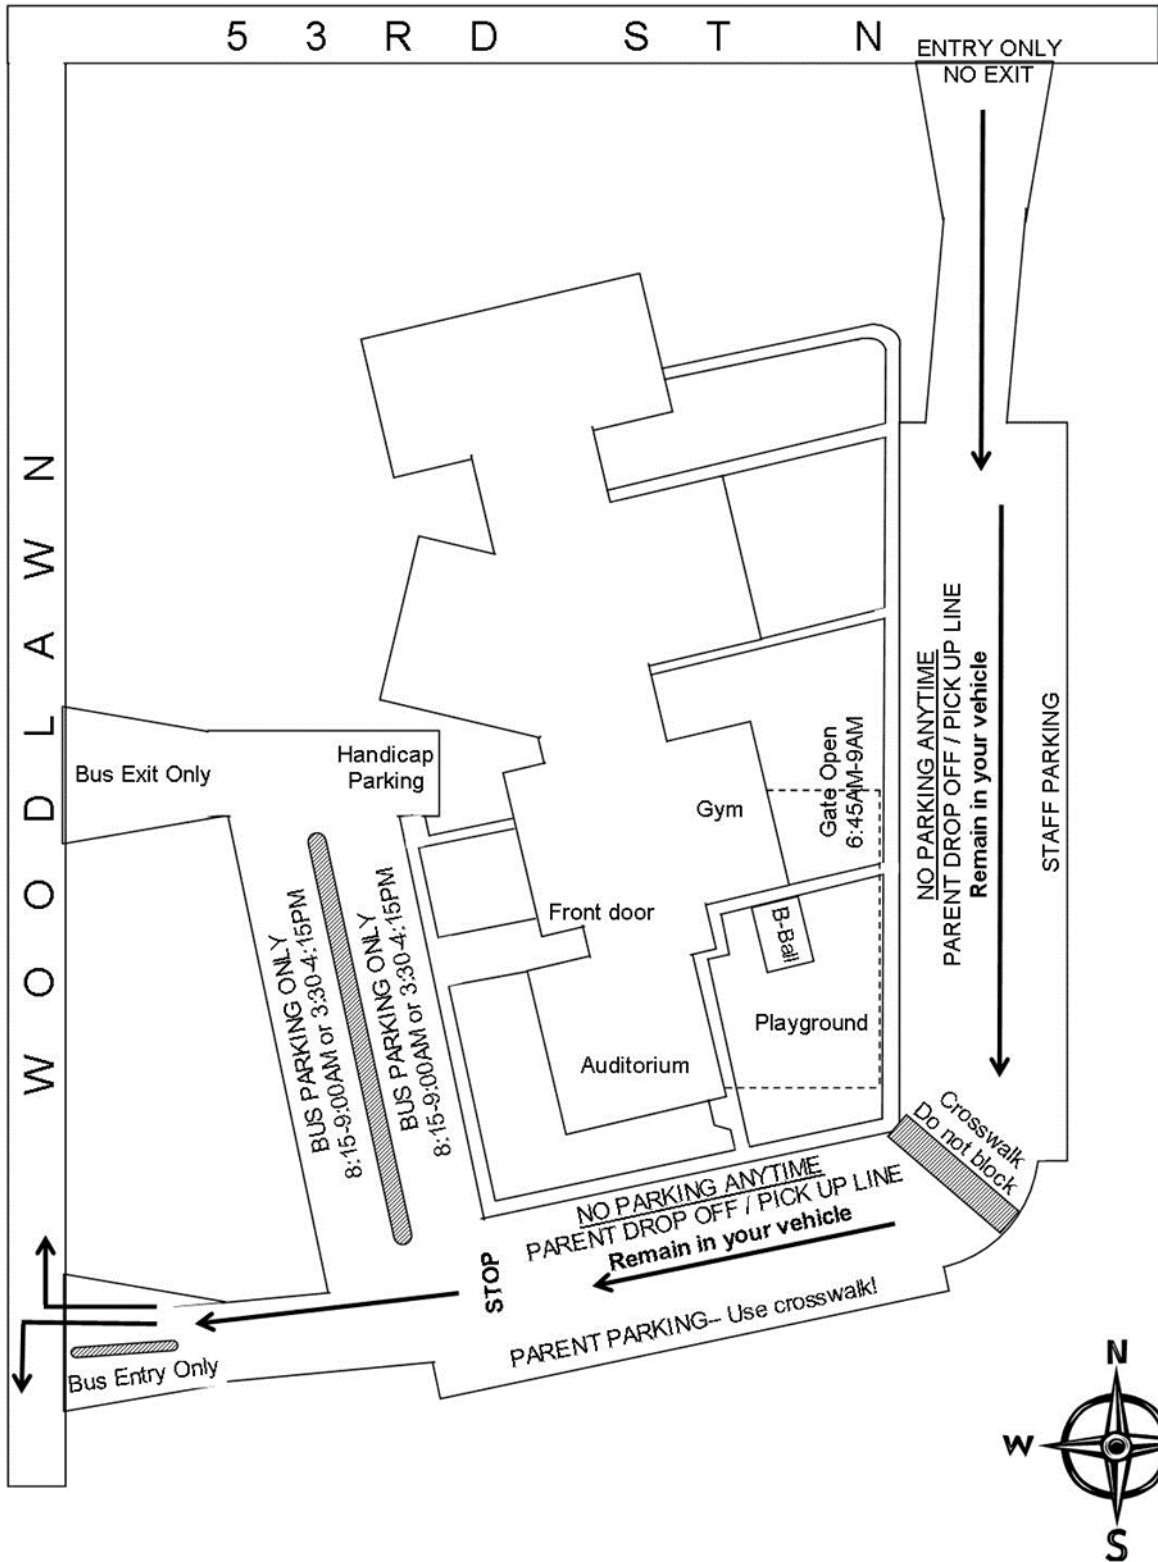 53RD ST N
ENTRY ONLY
NO EXIT
WOODLAWN
Bus Exit Only
Handicap
Parking
Gym
Gate Open
6:45AM-9AM
NO PARKING ANYTIME
PARENT DROP OFF / PICK UP LINE
Remain in your vehicle
STAFF PARKING
BUS PARKING ONLY
8:15-9:00AM or 3:30-4:15PM
BUS PARKING ONLY
8:15-9:00AM or 3:30-4:15PM
Front door
B-Ball
Playground
Auditorium
Crosswalk
Do not block
NO PARKING ANYTIME
PARENT DROP OFF / PICK UP LINE
Remain in your vehicle
STOP
PARENT PARKING-- Use crosswalk!
Bus Entry Only
N
W
S